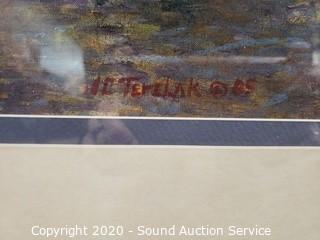 Terelak © 85
Copyright 2020 - Sound Auction Service